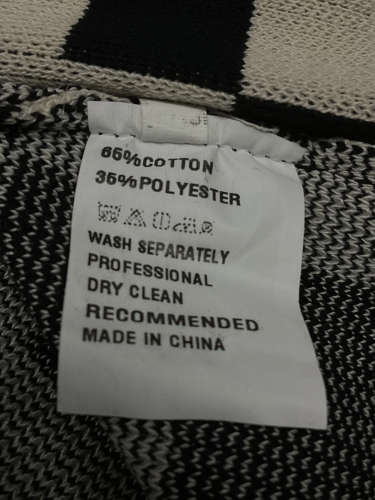 65%COTTON
35%POLYESTER
WASH SEPARATELY
PROFESSIONAL
DRY CLEAN
RECOMMENDED
MADE IN CHINA